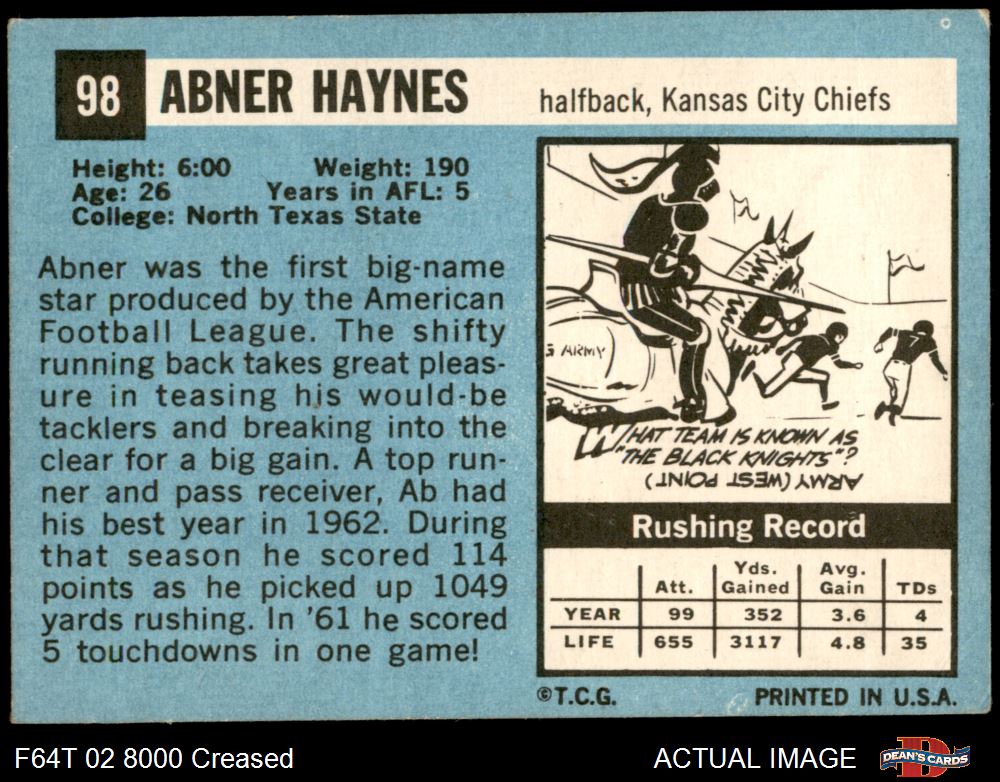 98 ABNER HAYNES halfback, Kansas City Chiefs
Height: 6:00 Weight: 190
Age: 26 Years in AFL: 5
College: North Texas State
Abner was the first big-name
star produced by the American
Football League. The shifty
running back takes great pleas-
ure in teasing his would-be
tacklers and breaking into the
clear for a big gain. A top run-
ner and pass receiver, Ab had
his best year in 1962. During
that season he scored 114
points as he picked up 1049
yards rushing. In '61 he scored
5 touchdowns in one game!
S ARMY
7
WHAT TEAM IS KNOWN AS
"THE BLACK KNIGHTS"?
ARMY (WEST POINT)
Rushing Record
Att. Yds. Gained Avg. Gain TDs
YEAR 99 352 3.6 4
LIFE 655 3117 4.8 35
©T.C.G. PRINTED IN U.S.A.
F64T 02 8000 Creased ACTUAL IMAGE
D
DEAN'S CARDS